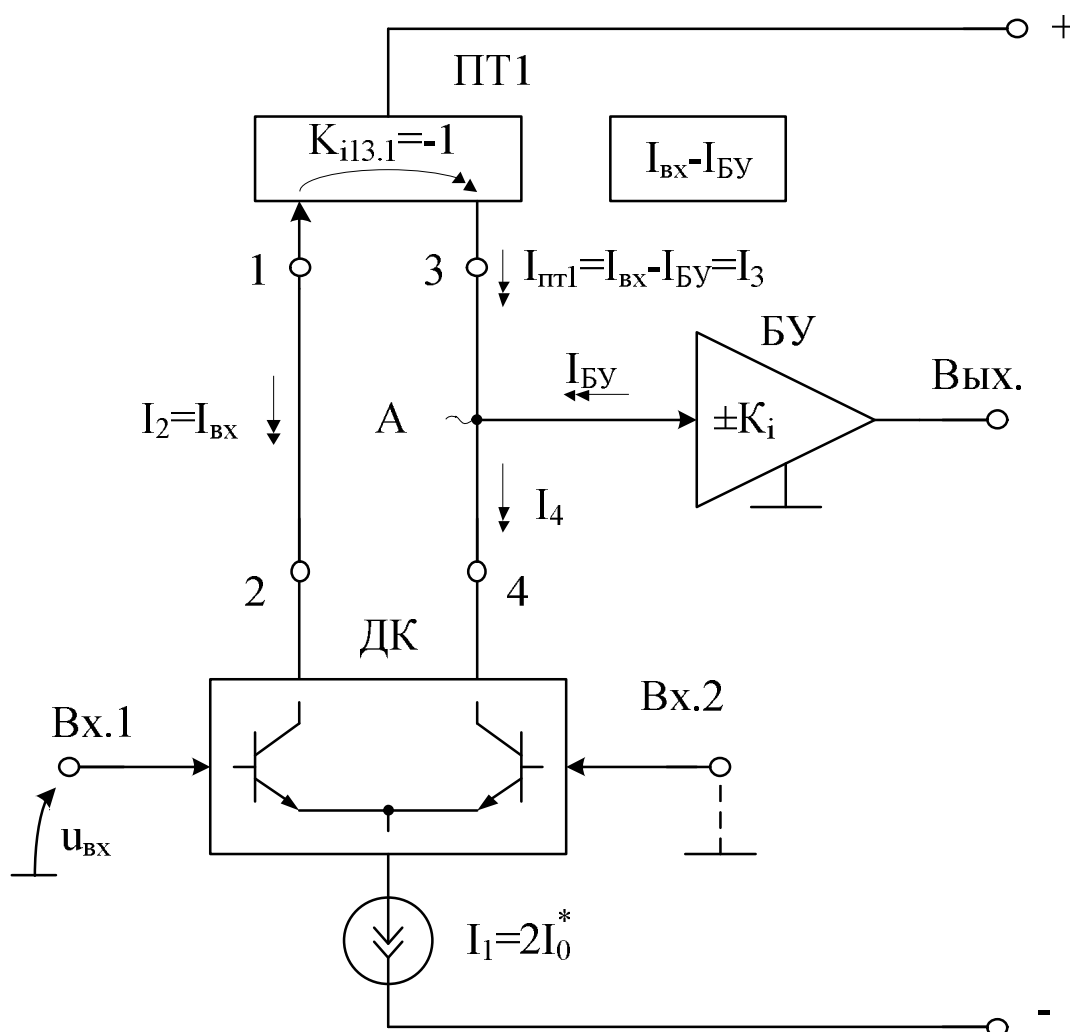 +
ПТ1
Ki13.1=-1
Iвх-IБУ
1
3
Iпт1=Iвх-IБУ=I3
БУ
IБУ
Вых.
I2=Iвх
А
±Ki
I4
2
4
ДК
Вх.1
Вх.2
uвх
I1=2I0*
-